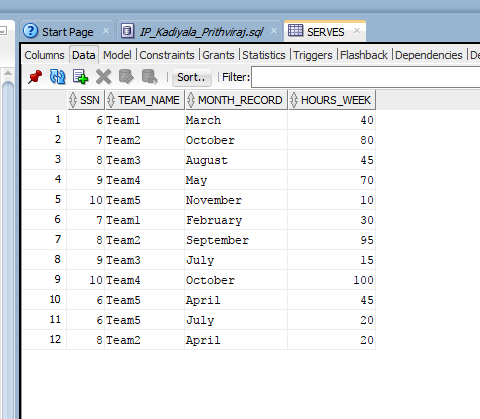 Start Page IP_Kadiyala_Prithviraj.sql SERVES
Columns Data Model Constraints Grants Statistics Triggers Flashback Dependencies De
Sort.. Filter:
SSN TEAM_NAME MONTH_RECORD HOURS_WEEK
1 6 Team1 March 40
2 7 Team2 October 80
3 8 Team3 August 45
4 9 Team4 May 70
5 10 Team5 November 10
6 7 Team1 February 30
7 8 Team2 September 95
8 9 Team3 July 15
9 10 Team4 October 100
10 6 Team5 April 45
11 6 Team5 July 20
12 8 Team2 April 20